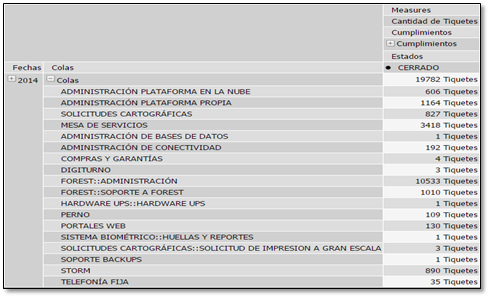 Measures
Cantidad de Tiquetes
Cumplimientos
Cumplimientos
Estados
Fechas Colas CERRADO
2014 Colas 19782 Tiquetes
ADMINISTRACIÓN PLATAFORMA EN LA NUBE 606 Tiquetes
ADMINISTRACIÓN PLATAFORMA PROPIA 1164 Tiquetes
SOLICITUDES CARTOGRÁFICAS 827 Tiquetes
MESA DE SERVICIOS 3418 Tiquetes
ADMINISTRACIÓN DE BASES DE DATOS 1 Tiquetes
ADMINISTRACIÓN DE CONECTIVIDAD 192 Tiquetes
COMPRAS Y GARANTÍAS 4 Tiquetes
DIGITURNO 3 Tiquetes
FOREST::ADMINISTRACIÓN 10533 Tiquetes
FOREST::SOPORTE A FOREST 1010 Tiquetes
HARDWARE UPS::HARDWARE UPS 1 Tiquetes
PERNO 109 Tiquetes
PORTALES WEB 130 Tiquetes
SISTEMA BIOMÉTRICO::HUELLAS Y REPORTES 1 Tiquetes
SOLICITUDES CARTOGRÁFICAS::SOLICITUD DE IMPRESION A GRAN ESCALA 3 Tiquetes
SOPORTE BACKUPS 1 Tiquetes
STORM 890 Tiquetes
TELEFONÍA FIJA 35 Tiquetes